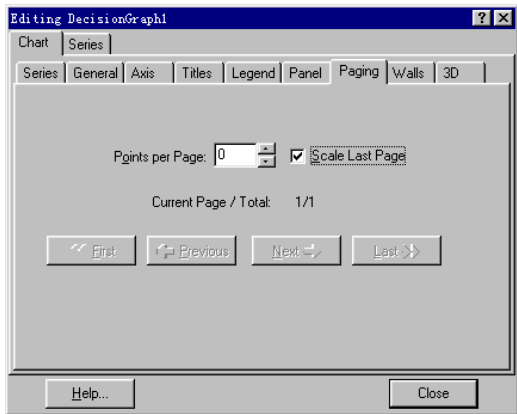 Editing DecisionGraph1
Chart Series
Series General Axis Titles Legend Panel Paging Walls 3D
Points per Page: 0 Scale Last Page
Current Page / Total: 1/1
First Previous Next Last
Help... Close